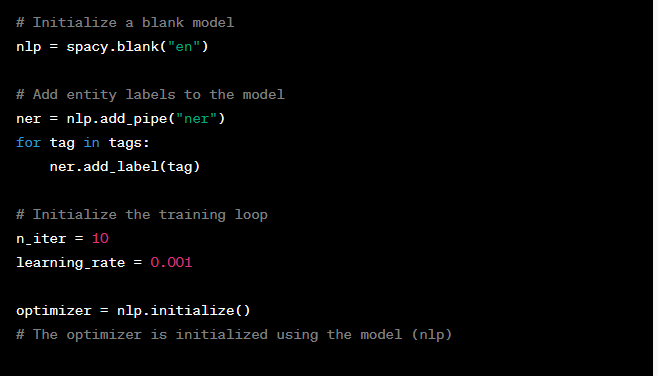 # Initialize a blank model
nlp = spacy.blank("en")
# Add entity labels to the model
ner = nlp.add_pipe("ner")
for tag in tags:
    ner.add_label(tag)
# Initialize the training loop
n_iter = 10
learning_rate = 0.001
optimizer = nlp.initialize()
# The optimizer is initialized using the model (nlp)